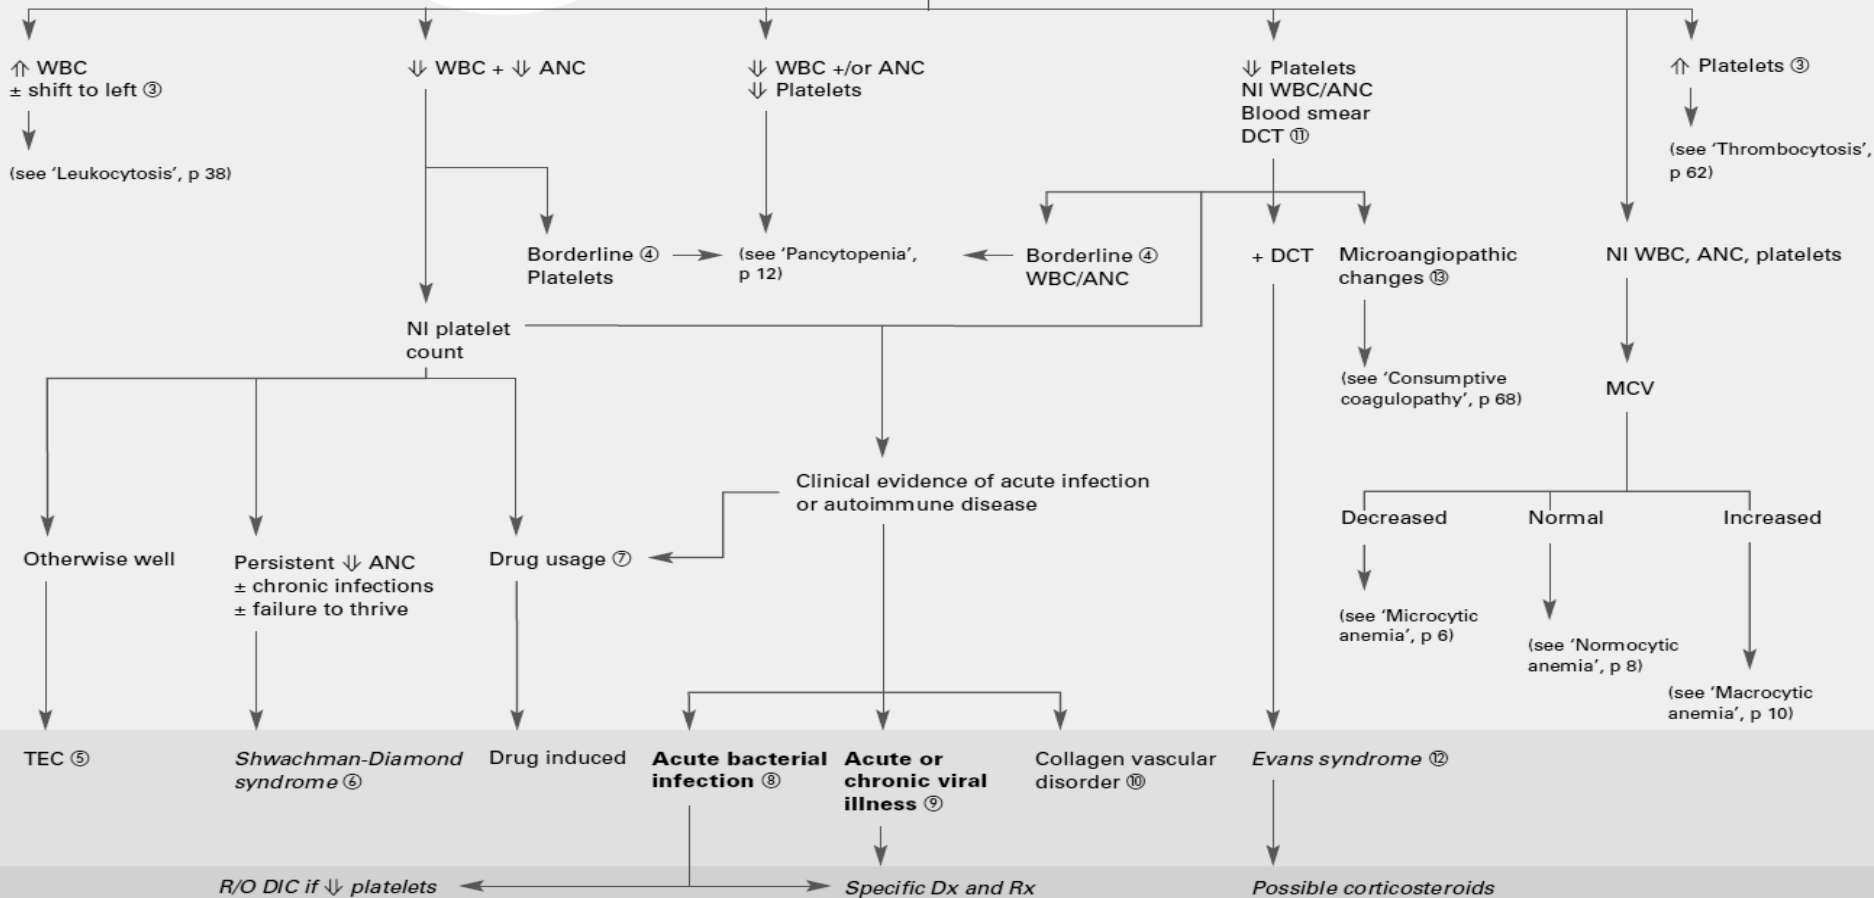 ⇑ WBC
± shift to left ③
(see ‘Leukocytosis’, p 38)
⇓ WBC + ⇓ ANC
⇓ WBC +/or ANC
⇓ Platelets
⇓ Platelets
Nl WBC/ANC
Blood smear
DCT ⑪
⇑ Platelets ③
(see ‘Thrombocytosis’,
p 62)
Borderline ④
Platelets
(see ‘Pancytopenia’,
p 12)
Borderline ④
WBC/ANC
+ DCT
Microangiopathic
changes ⑬
Nl WBC, ANC, platelets
Nl platelet
count
(see ‘Consumptive
coagulopathy’, p 68)
MCV
Clinical evidence of acute infection
or autoimmune disease
Decreased
Normal
Increased
Otherwise well
Persistent ⇓ ANC
± chronic infections
± failure to thrive
Drug usage ⑦
(see ‘Microcytic
anemia’, p 6)
(see ‘Normocytic
anemia’, p 8)
(see ‘Macrocytic
anemia’, p 10)
TEC ⑤
Shwachman-Diamond
syndrome ⑥
Drug induced
Acute bacterial
infection ⑧
Acute or
chronic viral
illness ⑨
Collagen vascular
disorder ⑩
Evans syndrome ⑫
R/O DIC if ⇓ platelets
Specific Dx and Rx
Possible corticosteroids